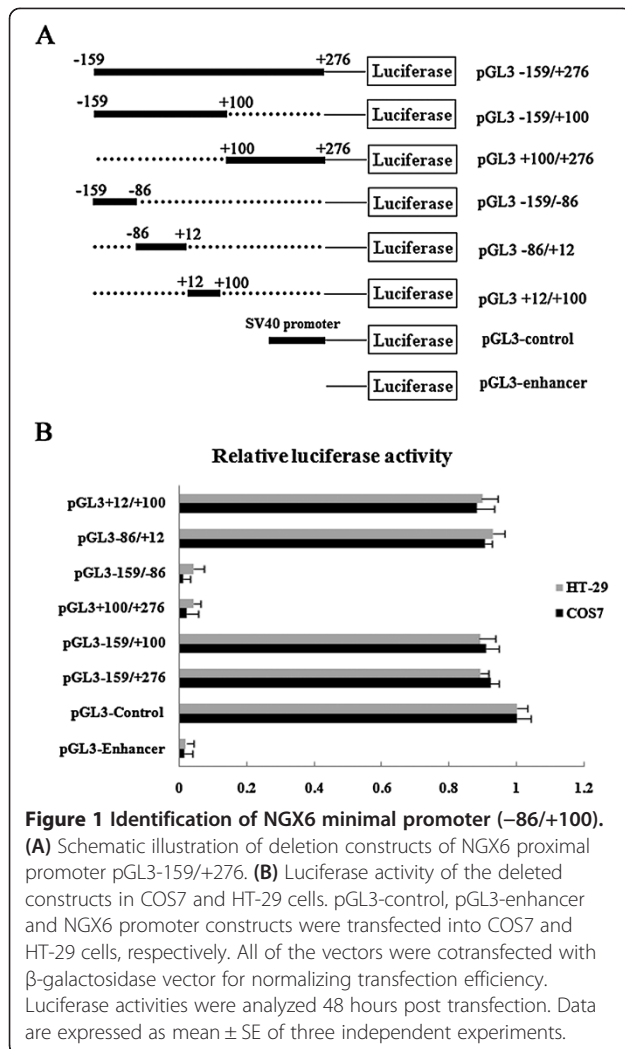 A
-159 +276
Luciferase pGL3 -159/+276
-159 +100
Luciferase pGL3 -159/+100
+100 +276
Luciferase pGL3 +100/+276
-159 -86
Luciferase pGL3 -159/-86
-86 +12
Luciferase pGL3 -86/+12
+12 +100
Luciferase pGL3 +12/+100
SV40 promoter
Luciferase pGL3-control
Luciferase pGL3-enhancer
B
Relative luciferase activity
pGL3+12/+100
pGL3-86/+12
pGL3-159/-86
pGL3+100/+276
pGL3-159/+100
pGL3-159/+276
pGL3-Control
pGL3-Enhancer
HT-29
COS7
0 0.2 0.4 0.6 0.8 1 1.2
Figure 1 Identification of NGX6 minimal promoter (−86/+100).
(A) Schematic illustration of deletion constructs of NGX6 proximal
promoter pGL3-159/+276. (B) Luciferase activity of the deleted
constructs in COS7 and HT-29 cells. pGL3-control, pGL3-enhancer
and NGX6 promoter constructs were transfected into COS7 and
HT-29 cells, respectively. All of the vectors were cotransfected with
β-galactosidase vector for normalizing transfection efficiency.
Luciferase activities were analyzed 48 hours post transfection. Data
are expressed as mean ± SE of three independent experiments.